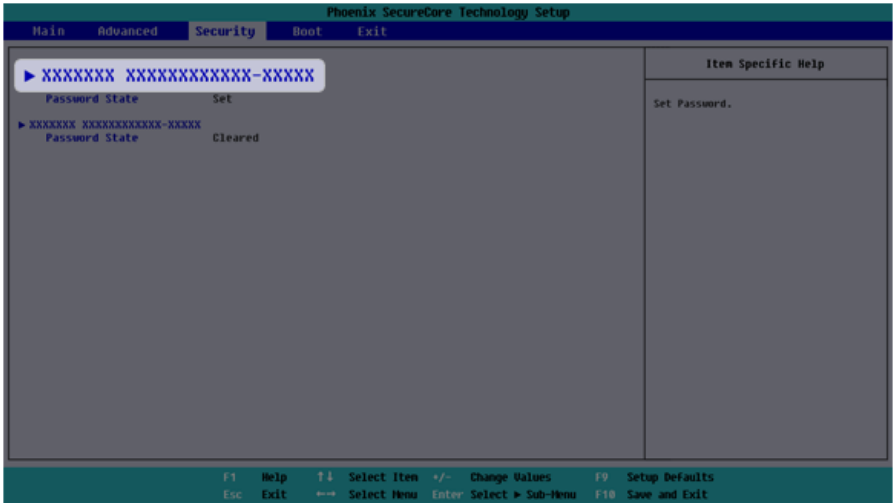 Phoenix SecureCore Technology Setup
Main Advanced Security Boot Exit
Item Specific Help
▶ XXXXXXX XXXXXXXXXXXX-XXXXX
Password State Set
Set Password.
▶ XXXXXXX XXXXXXXXXXXX-XXXXX
Password State Cleared
F1 Help ↑↓ Select Item +/- Change Values F9 Setup Defaults
Esc Exit ←→ Select Menu Enter Select ▶ Sub-Menu F10 Save and Exit